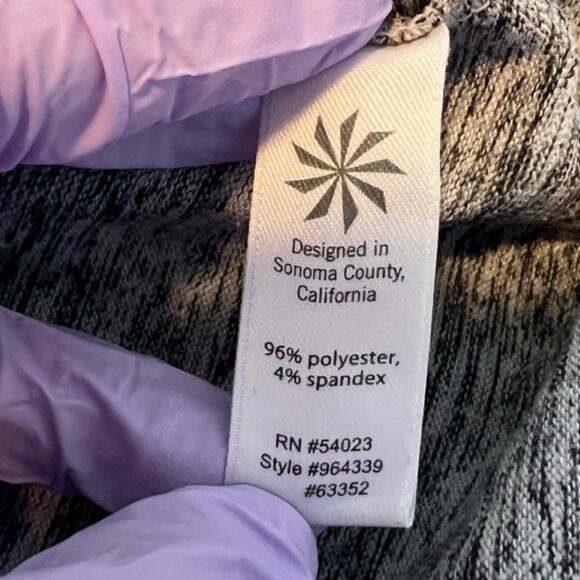 Designed in
Sonoma County,
California
96% polyester,
4% spandex
RN #54023
Style #964339
#63352